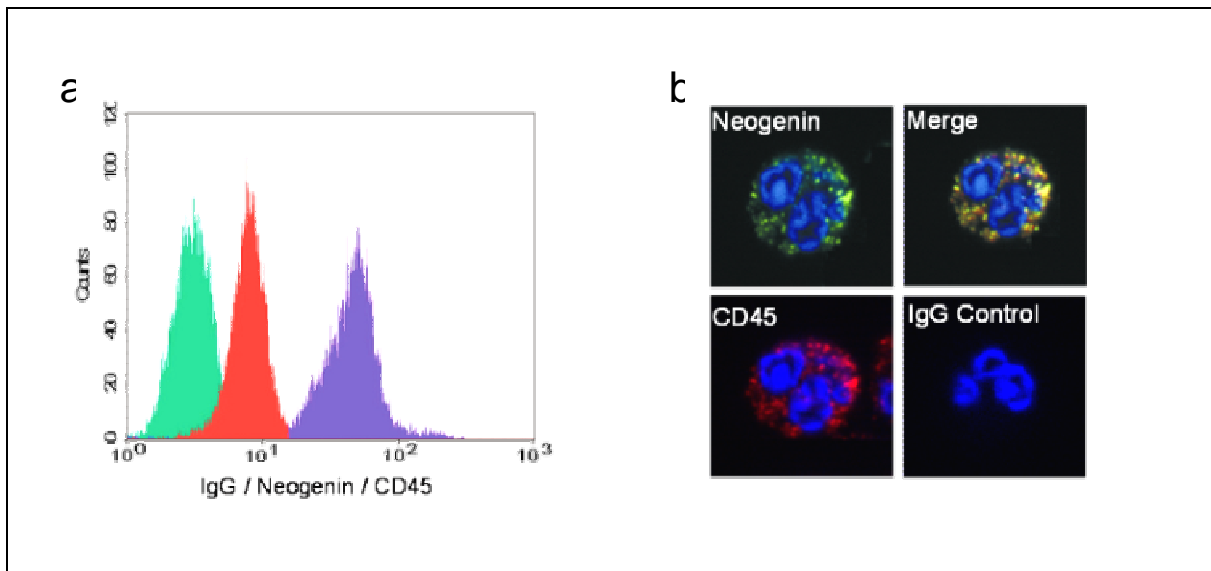 a
b
120
100
80
60
40
20
0
Counts
10^0 10^1 10^2 10^3
IgG / Neogenin / CD45
Neogenin
Merge
CD45
IgG Control